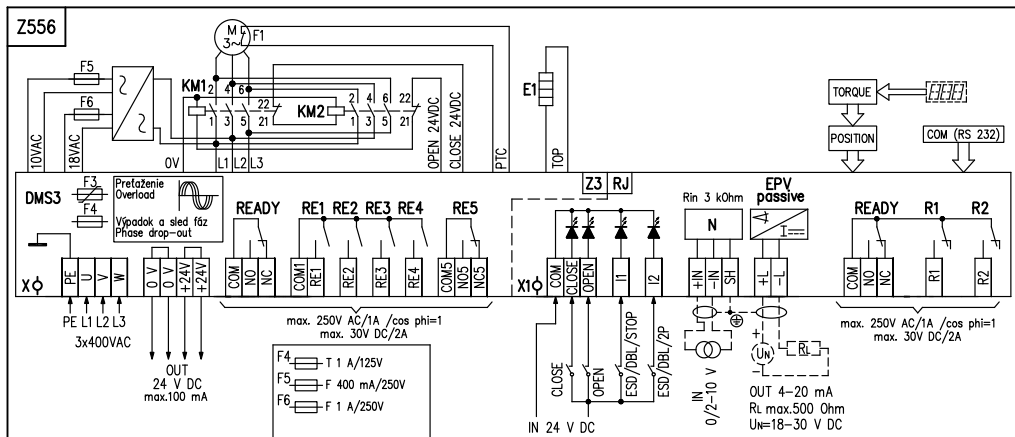 Z556
F5
F6
M
3~
F1
KM1
2 4 6
22
1 3 5 21
KM2
2 4 6 22
1 3 5 21
E1
TORQUE
POSITION
COM (RS 232)
10VAC
18VAC
0V
L1 L2 L3
OPEN 24VDC
CLOSE 24VDC
PTC
TOP
DMS3
F3
F4
Preťaženie
Overload
Výpadok a sled fáz
Phase drop-out
READY
RE1 RE2 RE3 RE4
RE5
Z3 RJ
Rin 3 kOhm
N
EPV
passive
I
READY R1 R2
X
PE U V W
0 V 0 V +24V +24V
COM NO NC
COM1 RE1 RE2 RE3 RE4
COM5 NO5 NC5
X1
COM CLOSE OPEN I1 I2
+IN -IN SH
+L -L
COM NO NC R1 R2
PE L1 L2 L3
3x400VAC
OUT
24 V DC
max.100 mA
max. 250V AC/1A /cos phi=1
max. 30V DC/2A
F4 T 1 A/125V
F5 F 400 mA/250V
F6 F 1 A/250V
CLOSE
OPEN
ESD/DBL/STOP
ESD/DBL/2P
IN 24 V DC
IN
0/2-10 V
+
UN
-
RL
OUT 4-20 mA
RL max.500 Ohm
UN=18-30 V DC
max. 250V AC/1A /cos phi=1
max. 30V DC/2A